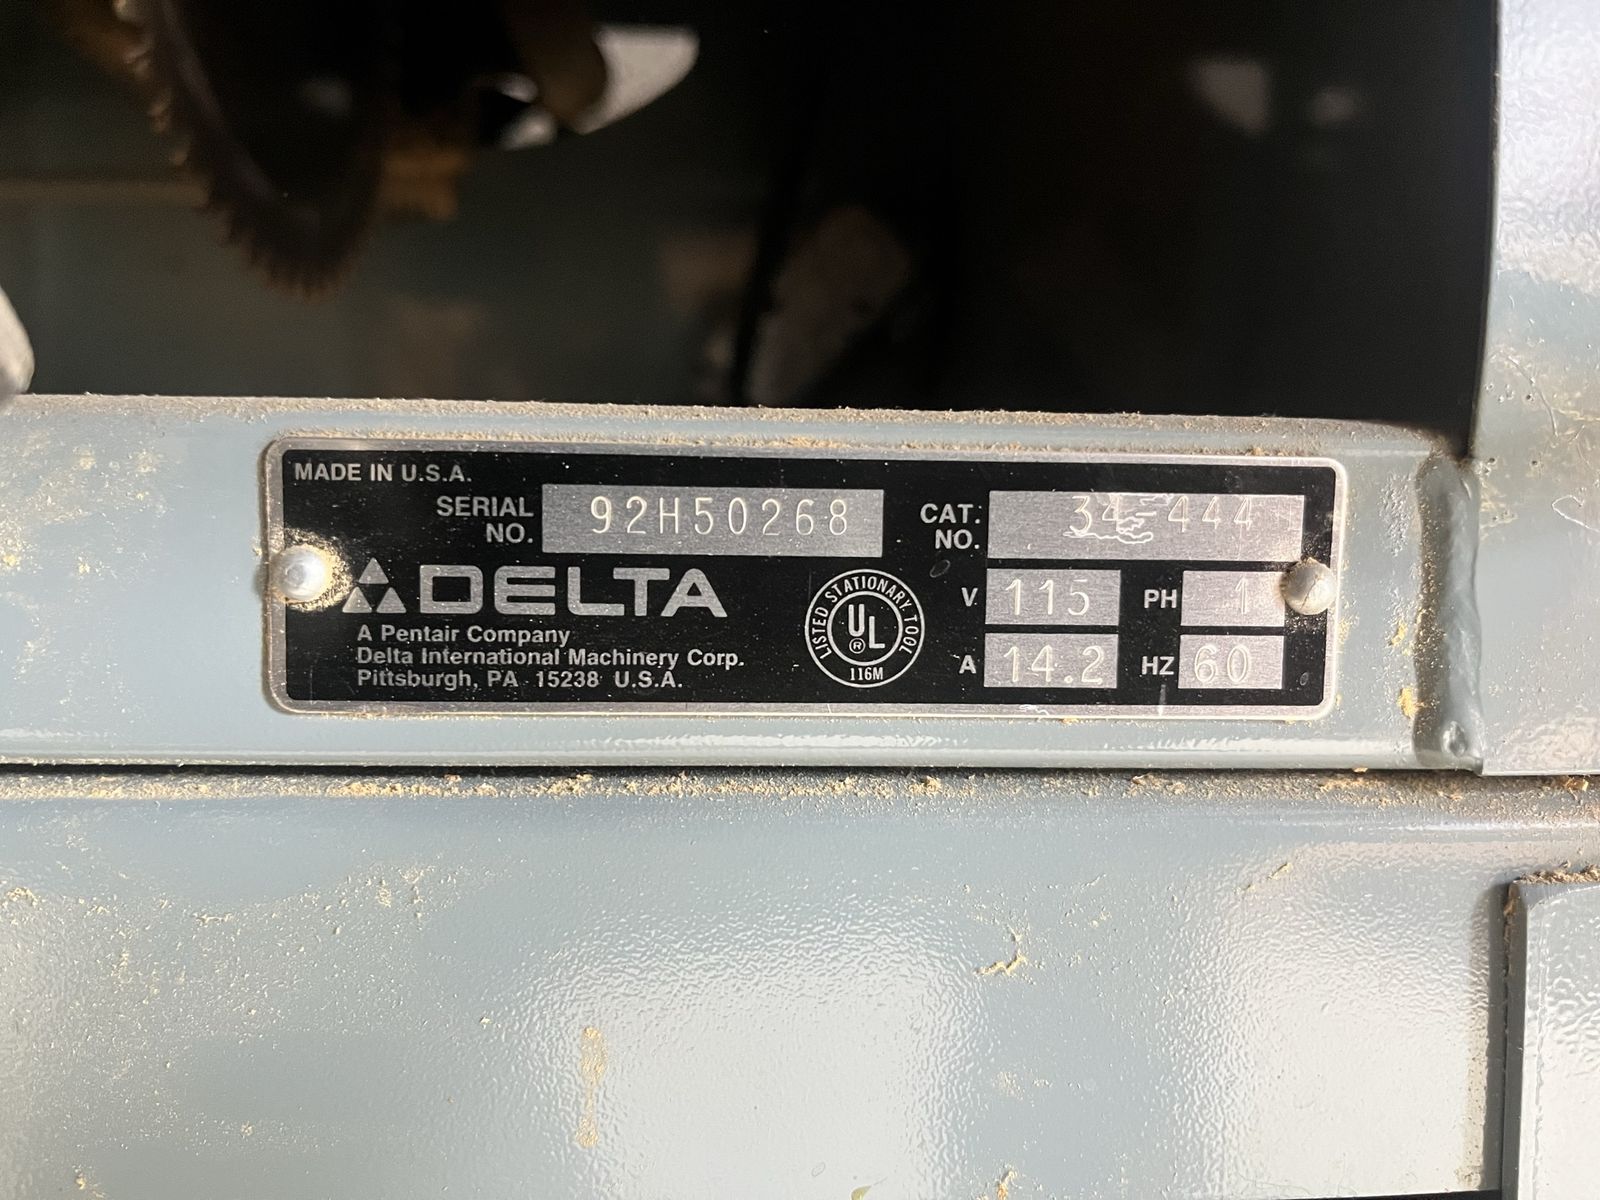 MADE IN U.S.A.
SERIAL NO. 92H50268
CAT. NO. 34-444
DELTA
A Pentair Company
Delta International Machinery Corp.
Pittsburgh, PA 15238 U.S.A.
LISTED STATIONARY TOOL
UL ®
116M
V 115 PH 1
A 14.2 HZ 60